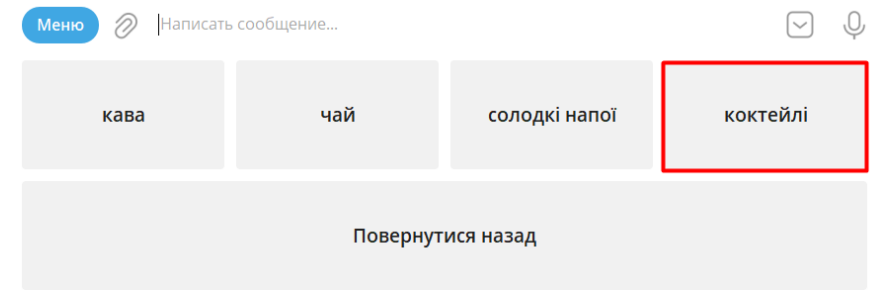 Меню Написать сообщение...
кава чай солодкі напої коктейлі
Повернутися назад